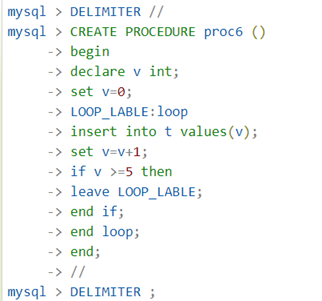 mysql > DELIMITER //
mysql > CREATE PROCEDURE proc6 ()
-> begin
-> declare v int;
-> set v=0;
-> LOOP_LABLE:loop
-> insert into t values(v);
-> set v=v+1;
-> if v >=5 then
-> leave LOOP_LABLE;
-> end if;
-> end loop;
-> end;
-> //
mysql > DELIMITER ;